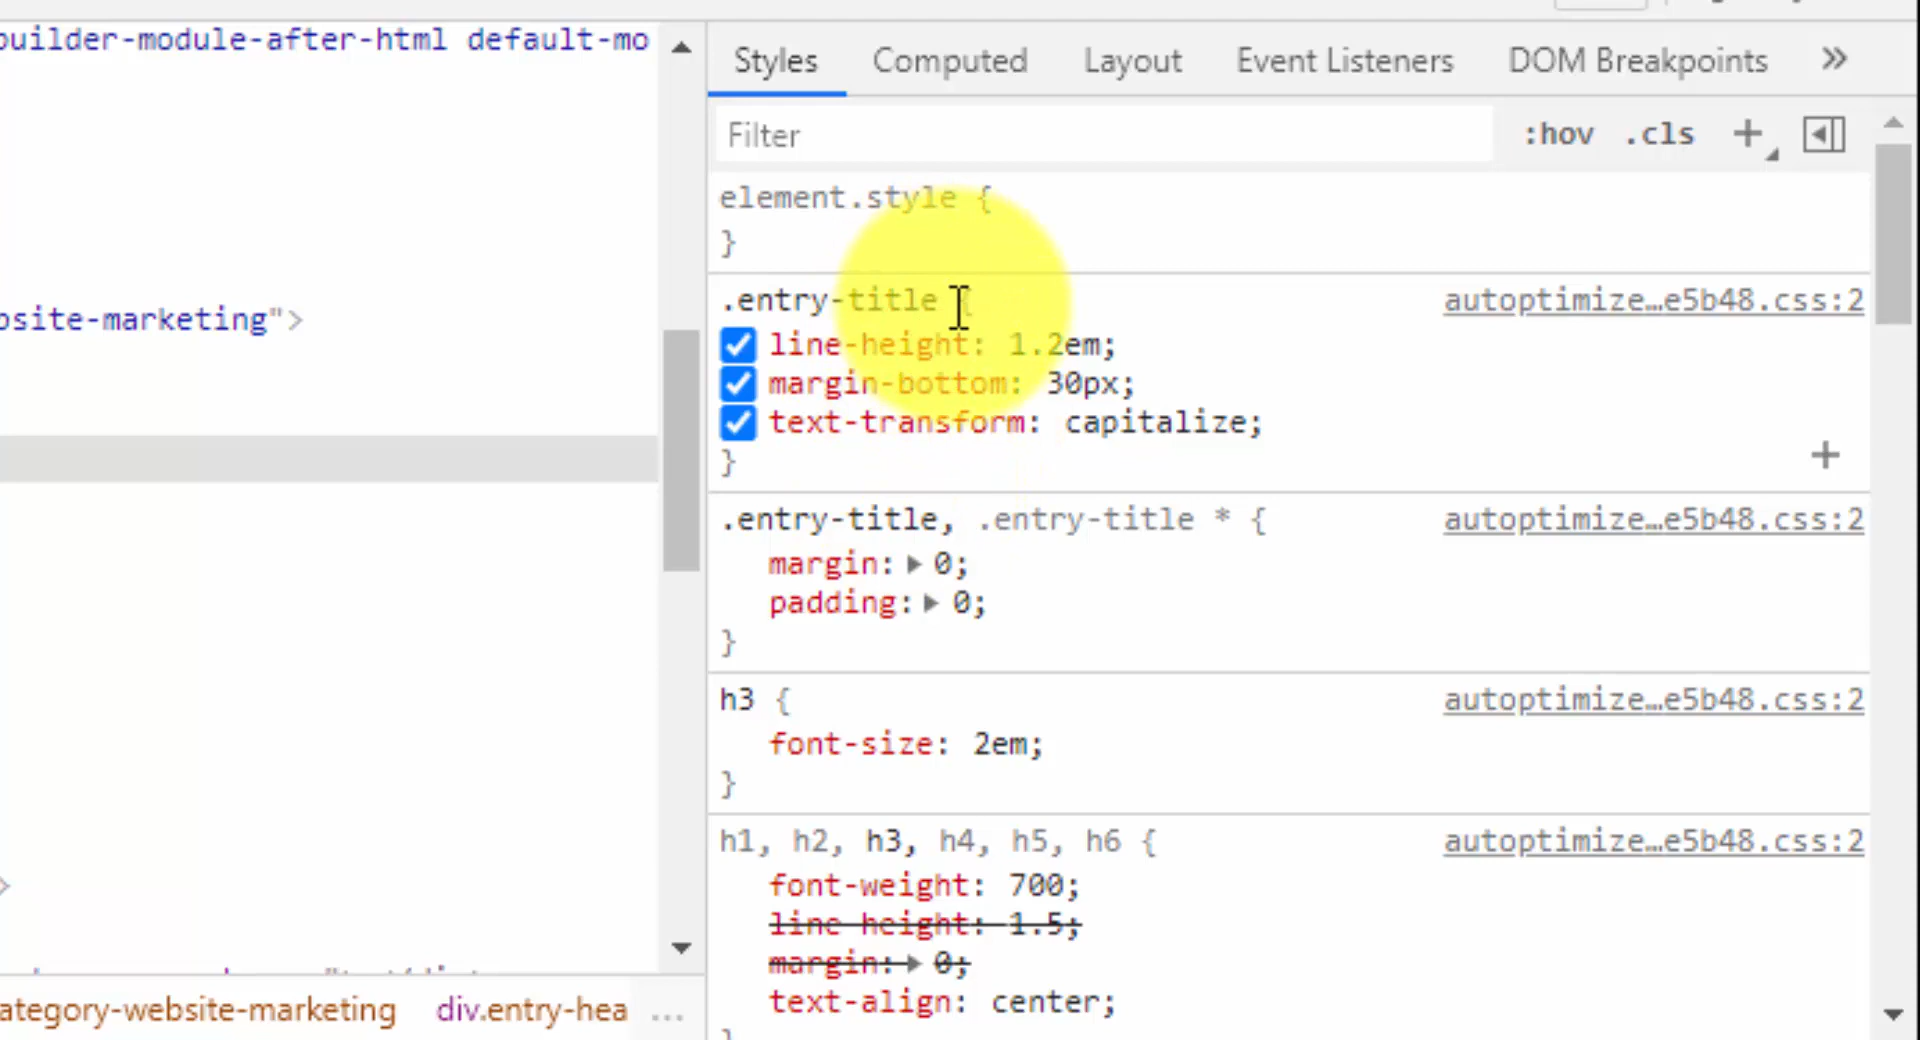 builder-module-after-html default-mo
osite-marketing">
>
ategory-website-marketing div.entry-hea ...
Styles Computed Layout Event Listeners DOM Breakpoints »
Filter :hov .cls +
element.style {
}
.entry-title { autoptimize…e5b48.css:2
line-height: 1.2em;
margin-bottom: 30px;
text-transform: capitalize;
}
+
.entry-title, .entry-title * { autoptimize…e5b48.css:2
margin: 0;
padding: 0;
}
h3 { autoptimize…e5b48.css:2
font-size: 2em;
}
h1, h2, h3, h4, h5, h6 { autoptimize…e5b48.css:2
font-weight: 700;
line-height: 1.5;
margin: 0;
text-align: center;
}